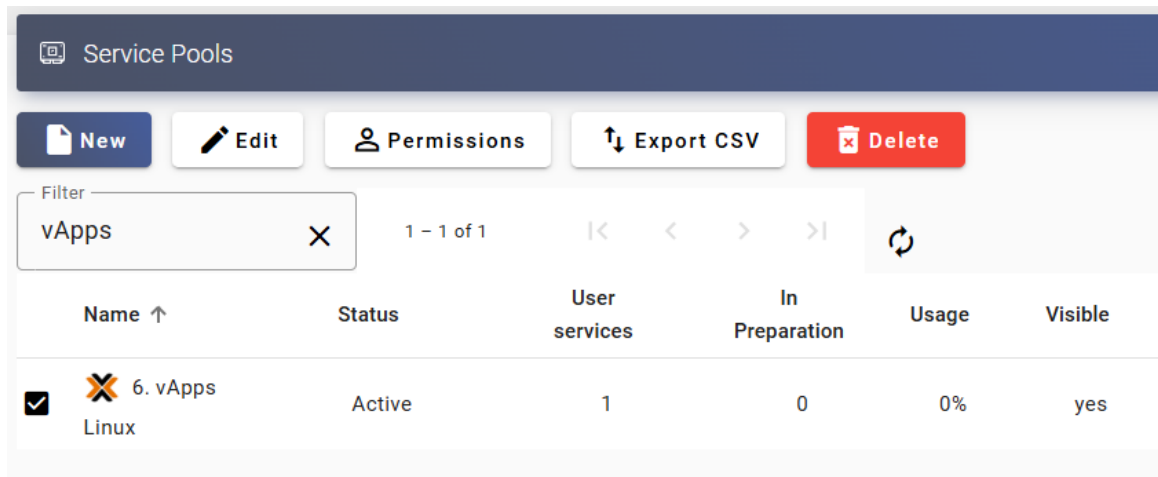 Service Pools
New
Edit
Permissions
Export CSV
Delete
Filter
vApps
1 – 1 of 1
Name
Status
User
services
In
Preparation
Usage
Visible
6. vApps
Linux
Active
1
0
0%
yes